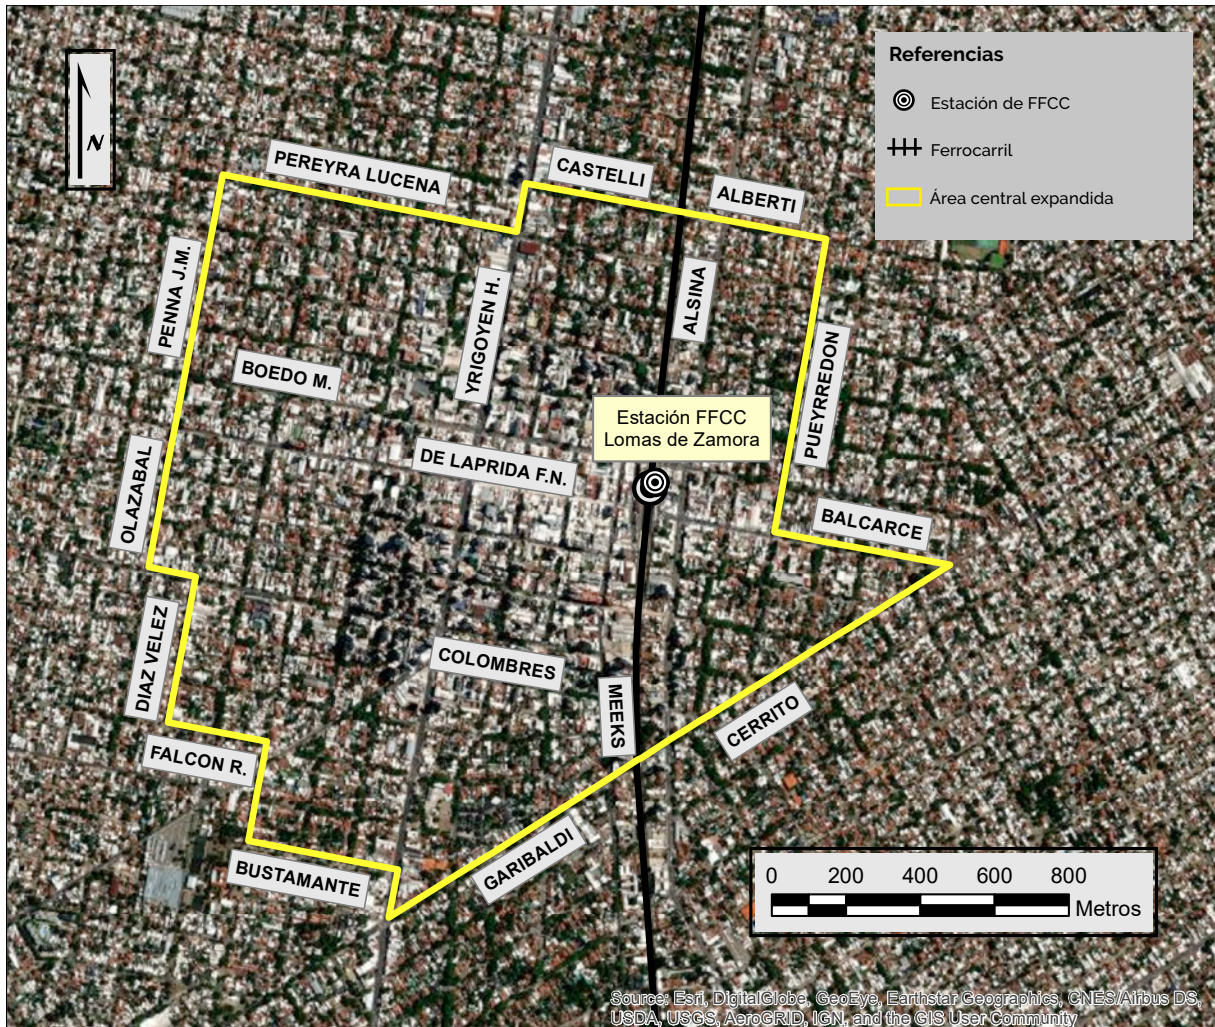 N
Referencias
Estación de FFCC
Ferrocarril
Área central expandida
PEREYRA LUCENA
CASTELLI
ALBERTI
PENNA J.M.
YRIGOYEN H.
ALSINA
BOEDO M.
PUEYRREDON
Estación FFCC
Lomas de Zamora
DE LAPRIDA F.N.
OLAZABAL
BALCARCE
DIAZ VELEZ
COLOMBRES
MEEKS
CERRITO
FALCON R.
GARIBALDI
BUSTAMANTE
0 200 400 600 800
Metros
Source: Esri, DigitalGlobe, GeoEye, Earthstar Geographics, CNES/Airbus DS,
USDA, USGS, AeroGRID, IGN, and the GIS User Community